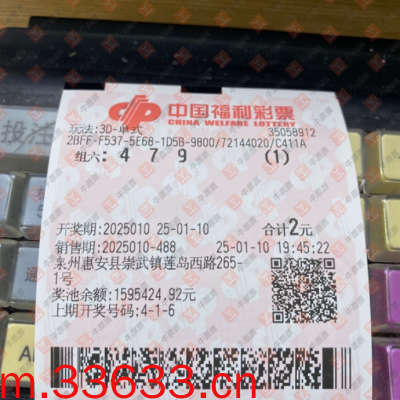 中国福利彩票
CHINA WELFARE LOTTERY
玩法:3D-单式 35058912
2BFF-F537-5E68-1D5B-9800/72144020/C411A
组六: 4 7 9 (1)
开奖期:2025010 25-01-10 合计2元
销售期:2025010-488 25-01-10 19:45:22
泉州惠安县崇武镇莲岛西路265-
1号
奖池余额:1595424.92元
上期开奖号码:4-1-6
m.33633.cn